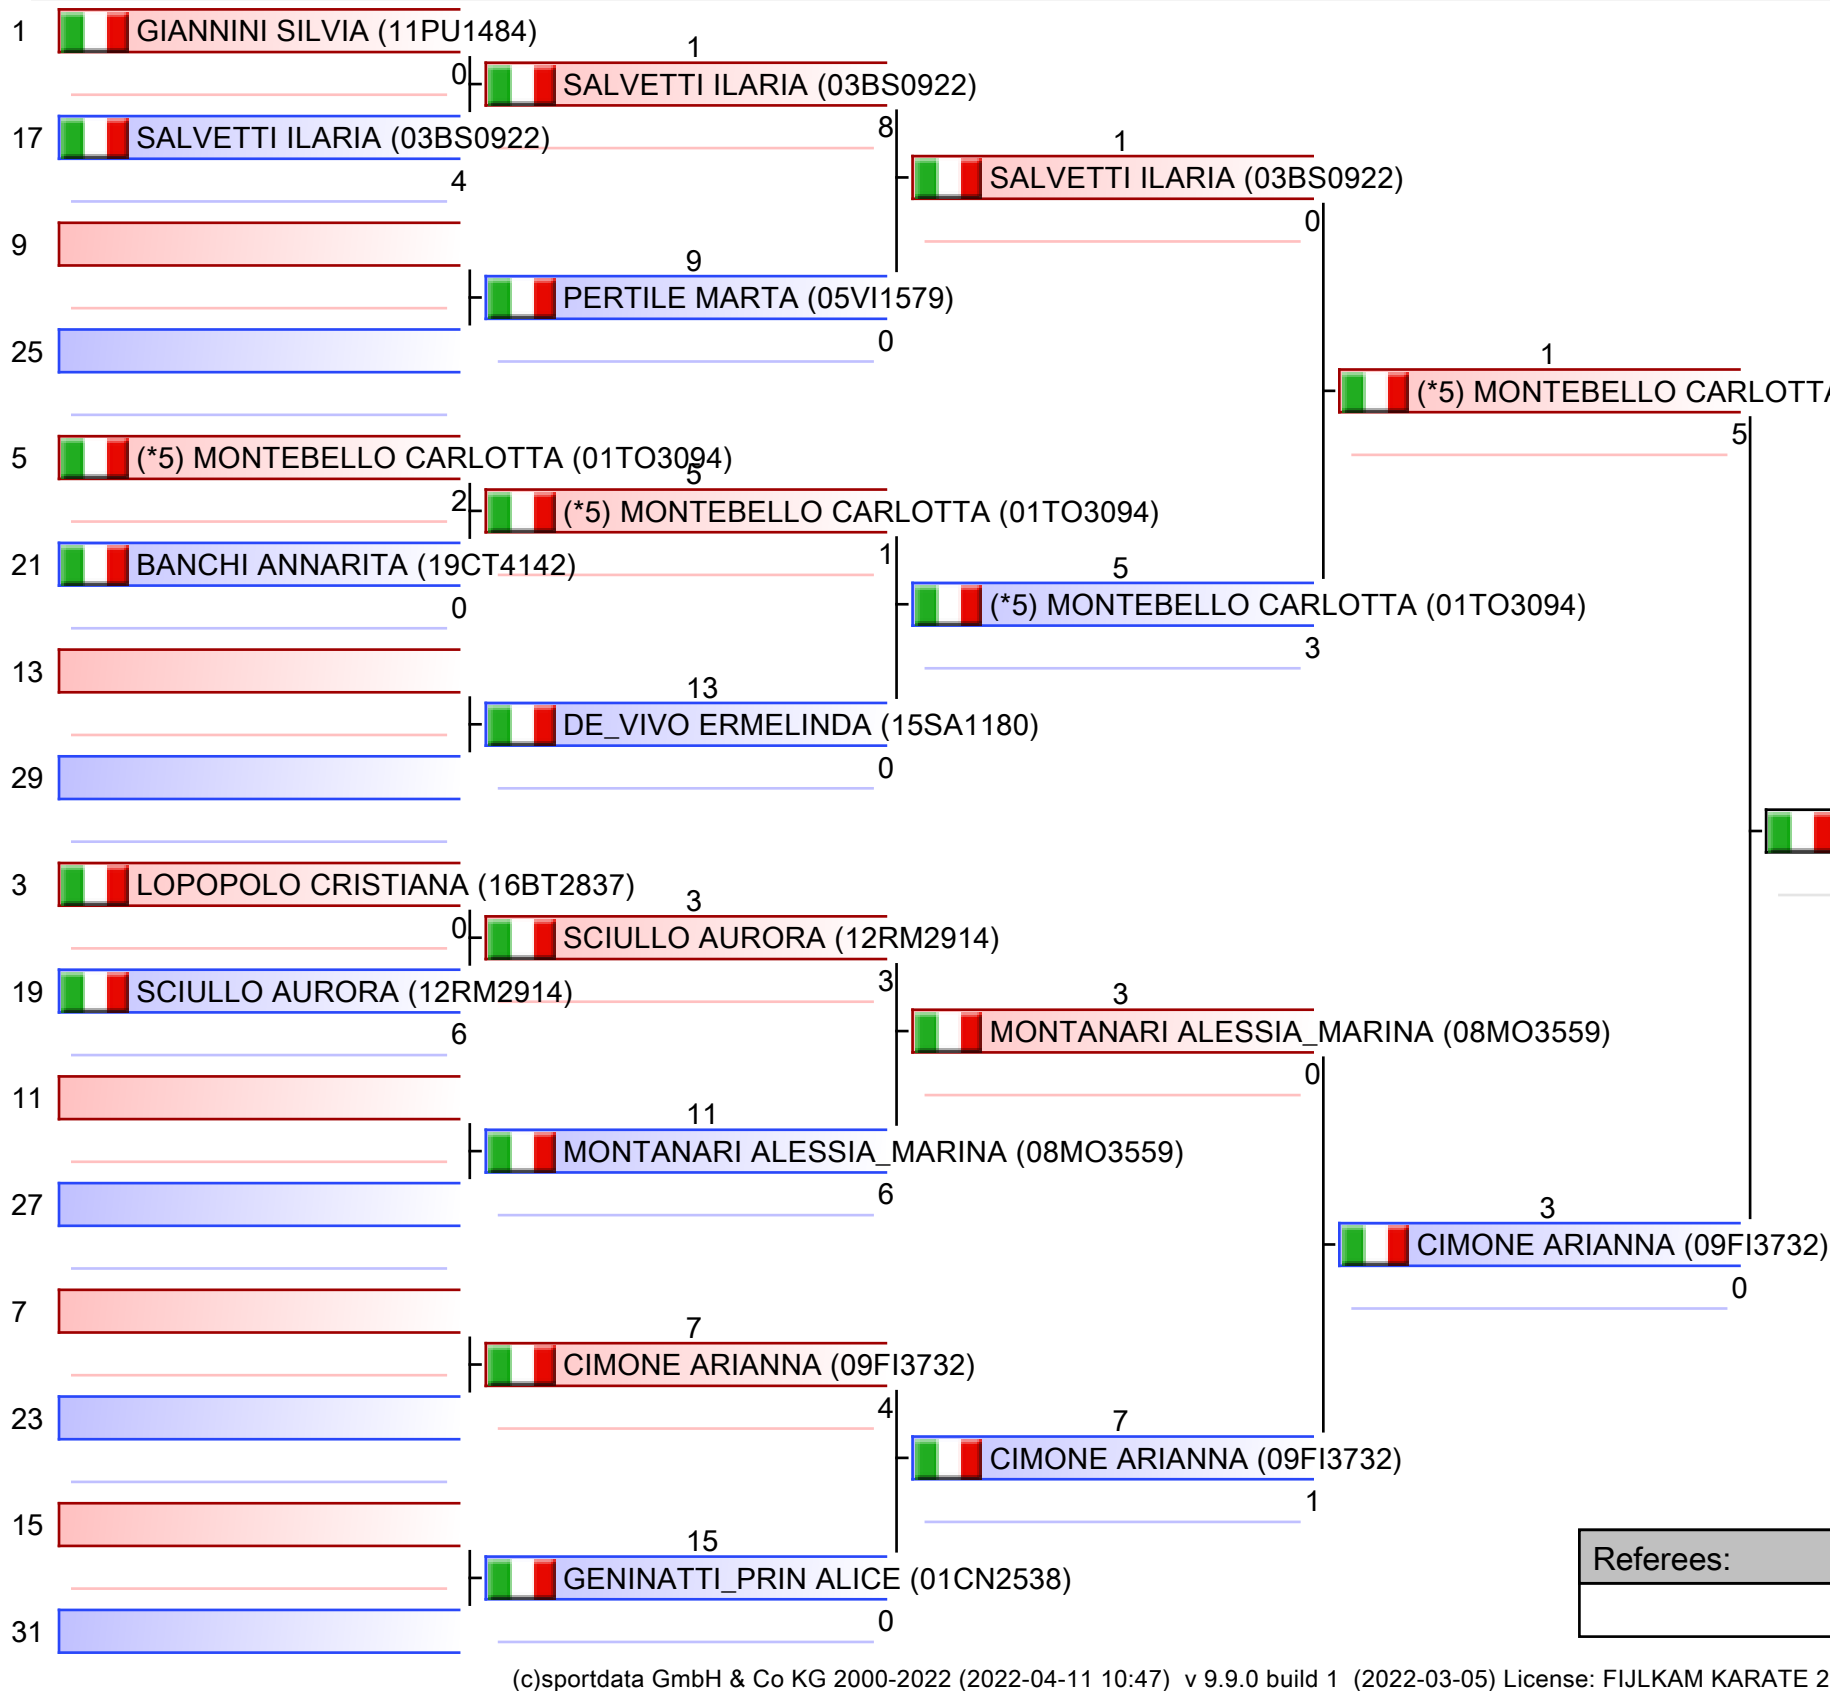 1 GIANNINI SILVIA (11PU1484)
0
1
SALVETTI ILARIA (03BS0922)
8
17 SALVETTI ILARIA (03BS0922)
4
1
SALVETTI ILARIA (03BS0922)
0
9
9
PERTILE MARTA (05VI1579)
0
25
1
(*5) MONTEBELLO CARLOTTA
5
5 (*5) MONTEBELLO CARLOTTA (01TO3094)
2
5
(*5) MONTEBELLO CARLOTTA (01TO3094)
1
21 BANCHI ANNARITA (19CT4142)
0
5
(*5) MONTEBELLO CARLOTTA (01TO3094)
3
13
13
DE_VIVO ERMELINDA (15SA1180)
0
29
3 LOPOPOLO CRISTIANA (16BT2837)
0
3
SCIULLO AURORA (12RM2914)
3
19 SCIULLO AURORA (12RM2914)
6
3
MONTANARI ALESSIA_MARINA (08MO3559)
0
11
11
MONTANARI ALESSIA_MARINA (08MO3559)
6
27
3
CIMONE ARIANNA (09FI3732)
0
7
7
CIMONE ARIANNA (09FI3732)
4
23
7
CIMONE ARIANNA (09FI3732)
1
15
15
GENINATTI_PRIN ALICE (01CN2538)
0
31
Referees:
(c)sportdata GmbH & Co KG 2000-2022 (2022-04-11 10:47) v 9.9.0 build 1 (2022-03-05) License: FIJLKAM KARATE 2